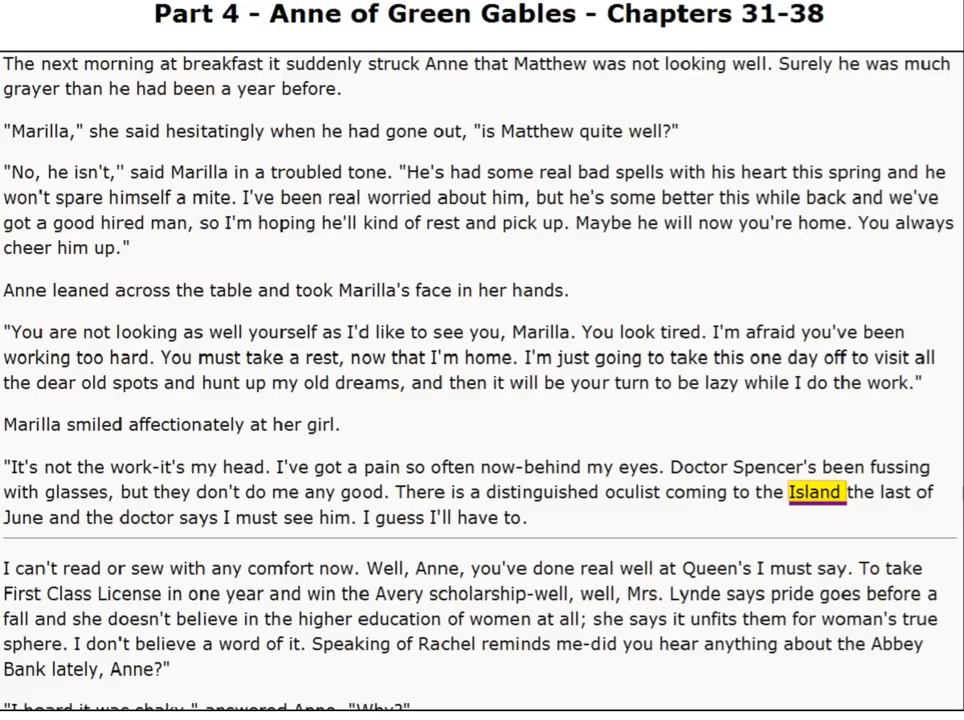 Part 4 - Anne of Green Gables - Chapters 31-38
The next morning at breakfast it suddenly struck Anne that Matthew was not looking well. Surely he was much
grayer than he had been a year before.
"Marilla," she said hesitatingly when he had gone out, "is Matthew quite well?"
"No, he isn't," said Marilla in a troubled tone. "He's had some real bad spells with his heart this spring and he
won't spare himself a mite. I've been real worried about him, but he's some better this while back and we've
got a good hired man, so I'm hoping he'll kind of rest and pick up. Maybe he will now you're home. You always
cheer him up."
Anne leaned across the table and took Marilla's face in her hands.
"You are not looking as well yourself as I'd like to see you, Marilla. You look tired. I'm afraid you've been
working too hard. You must take a rest, now that I'm home. I'm just going to take this one day off to visit all
the dear old spots and hunt up my old dreams, and then it will be your turn to be lazy while I do the work."
Marilla smiled affectionately at her girl.
"It's not the work-it's my head. I've got a pain so often now-behind my eyes. Doctor Spencer's been fussing
with glasses, but they don't do me any good. There is a distinguished oculist coming to the Island the last of
June and the doctor says I must see him. I guess I'll have to.
I can't read or sew with any comfort now. Well, Anne, you've done real well at Queen's I must say. To take
First Class License in one year and win the Avery scholarship-well, well, Mrs. Lynde says pride goes before a
fall and she doesn't believe in the higher education of women at all; she says it unfits them for woman's true
sphere. I don't believe a word of it. Speaking of Rachel reminds me-did you hear anything about the Abbey
Bank lately, Anne?"
"I heard it was shaky," answered Anne. "Why?"